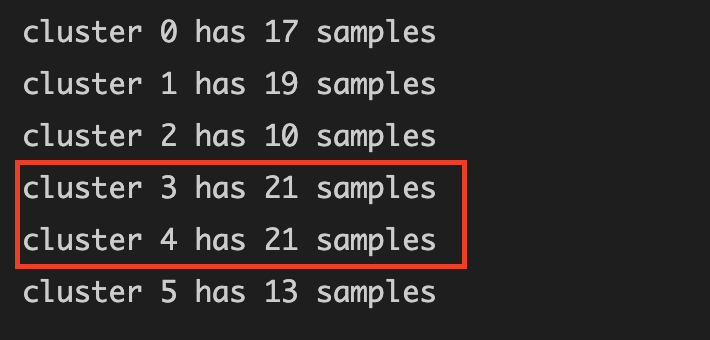 cluster 0 has 17 samples
cluster 1 has 19 samples
cluster 2 has 10 samples
cluster 3 has 21 samples
cluster 4 has 21 samples
cluster 5 has 13 samples